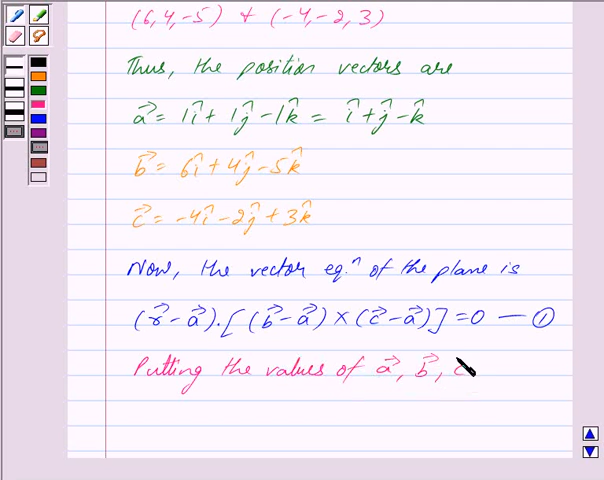 (6, 4, -5) & (-4, -2, 3)
Thus, the position vectors are
a⃗ = 1î + 1ĵ - 1k̂ = î + ĵ - k̂
b⃗ = 6î + 4ĵ - 5k̂
c⃗ = -4î - 2ĵ + 3k̂
Now, the vector eq.ⁿ of the plane is
(r⃗ - a⃗).[(b⃗ - a⃗) × (c⃗ - a⃗)] = 0 — ①
Putting the values of a⃗, b⃗, c